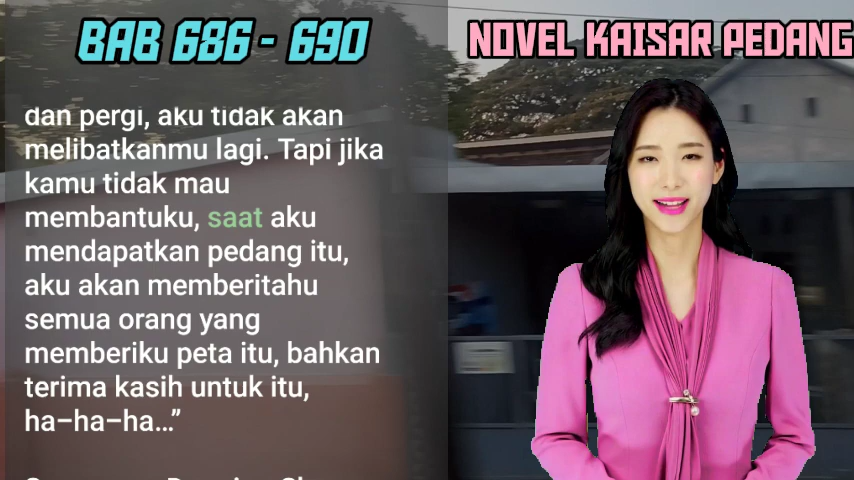 BAB 686 - 690
NOVEL KAISAR PEDANG
dan pergi, aku tidak akan
melibatkanmu lagi. Tapi jika
kamu tidak mau
membantuku, saat aku
mendapatkan pedang itu,
aku akan memberitahu
semua orang yang
memberiku peta itu, bahkan
terima kasih untuk itu,
ha–ha–ha...”